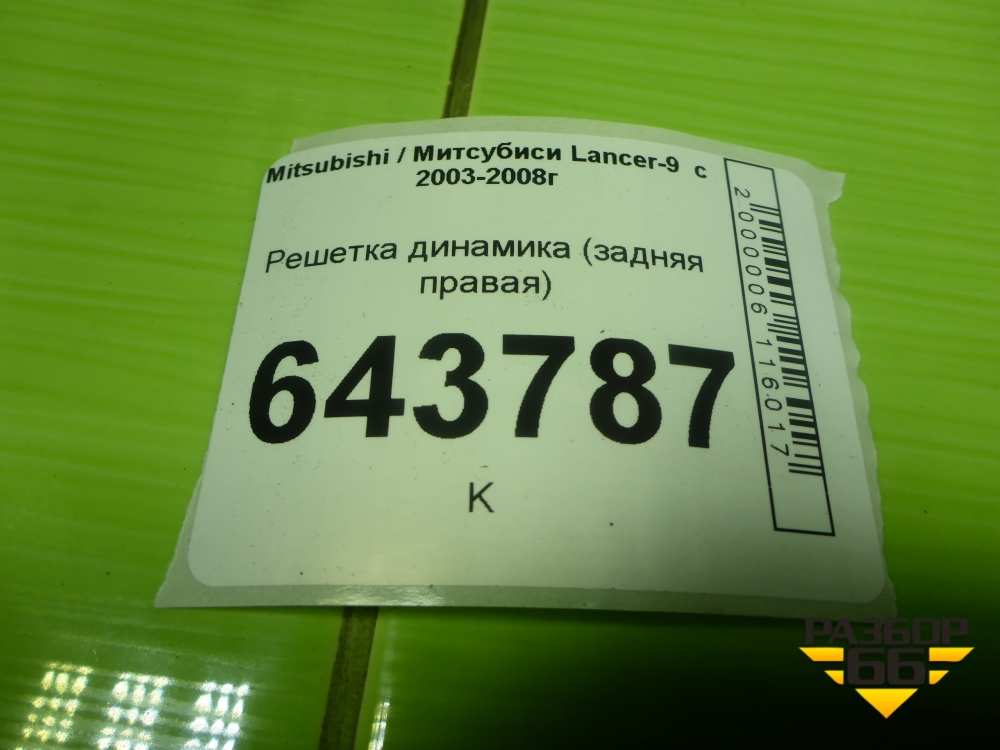 Mitsubishi / Митсубиси Lancer-9 с
2003-2008г
Решетка динамика (задняя
правая)
643787
К
2000006116017
РАЗБОР
66